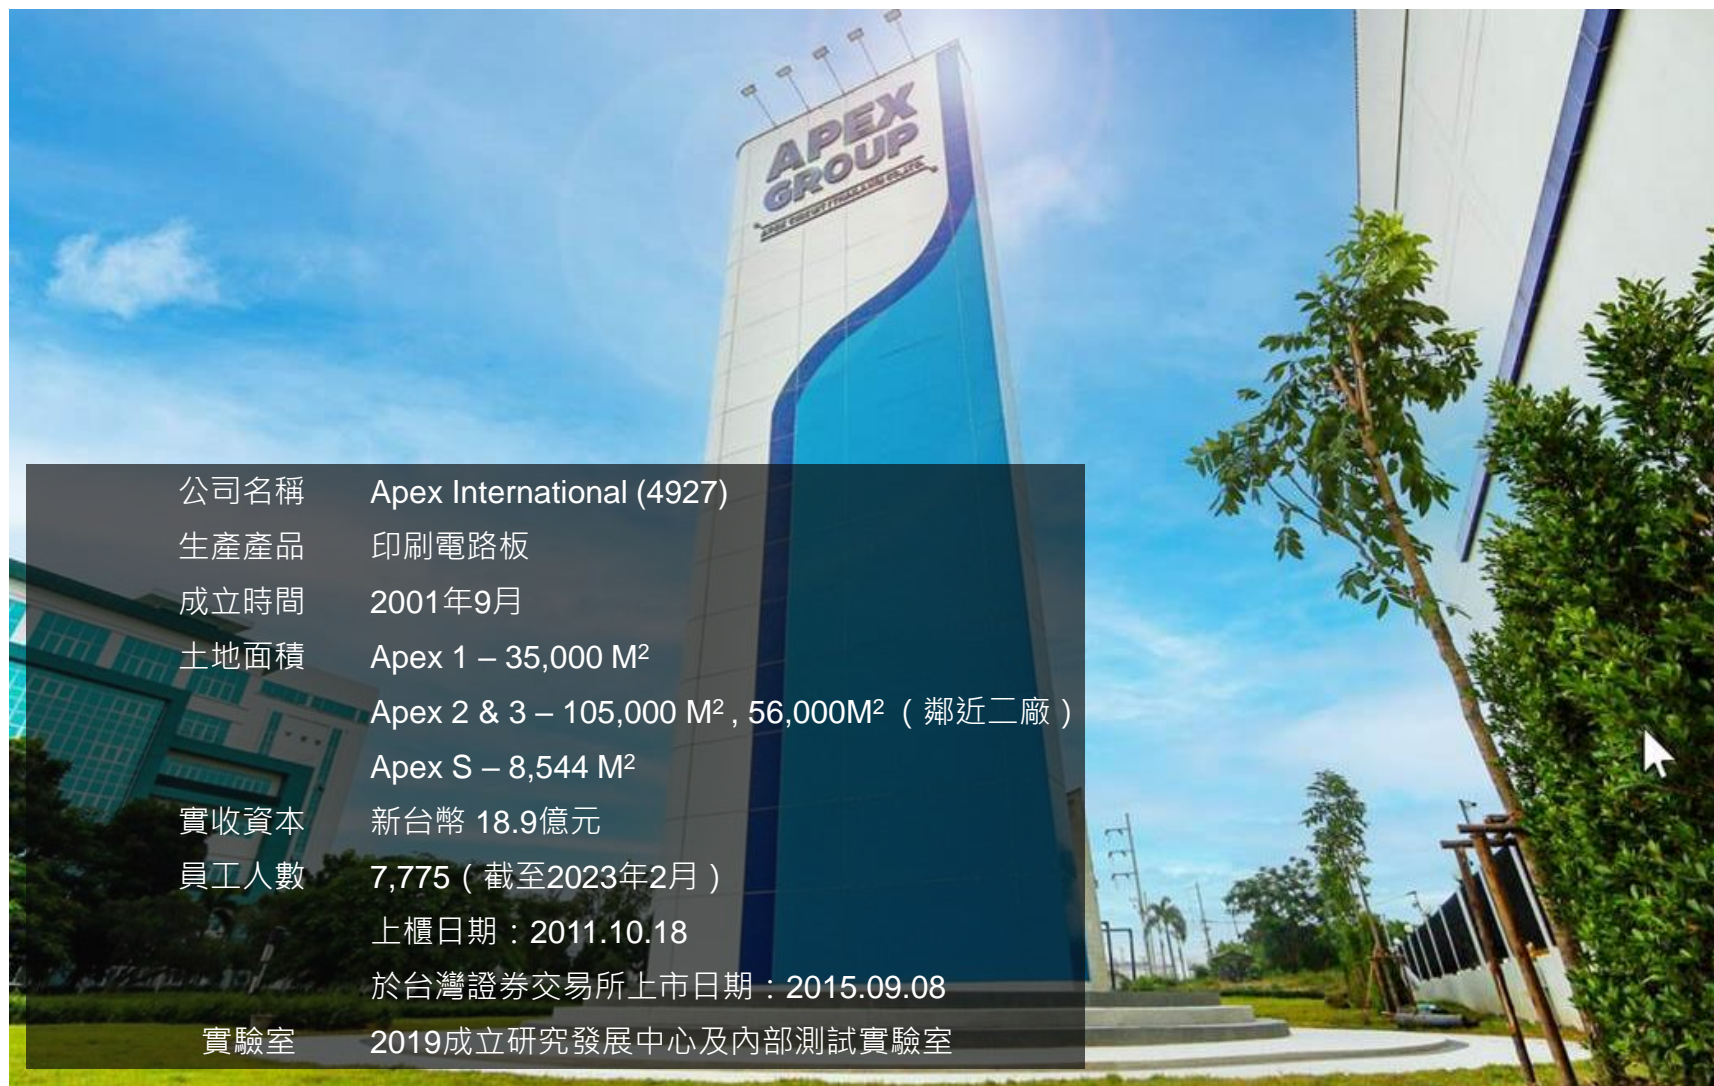 APEX
GROUP
APEX CIRCUIT (THAILAND) CO.,LTD.
公司名稱 Apex International (4927)
生產產品 印刷電路板
成立時間 2001年9月
土地面積 Apex 1 – 35,000 M²
Apex 2 & 3 – 105,000 M² , 56,000M² （鄰近二廠）
Apex S – 8,544 M²
實收資本 新台幣 18.9億元
員工人數 7,775（截至2023年2月）
上櫃日期：2011.10.18
於台灣證券交易所上市日期：2015.09.08
實驗室 2019成立研究發展中心及內部測試實驗室